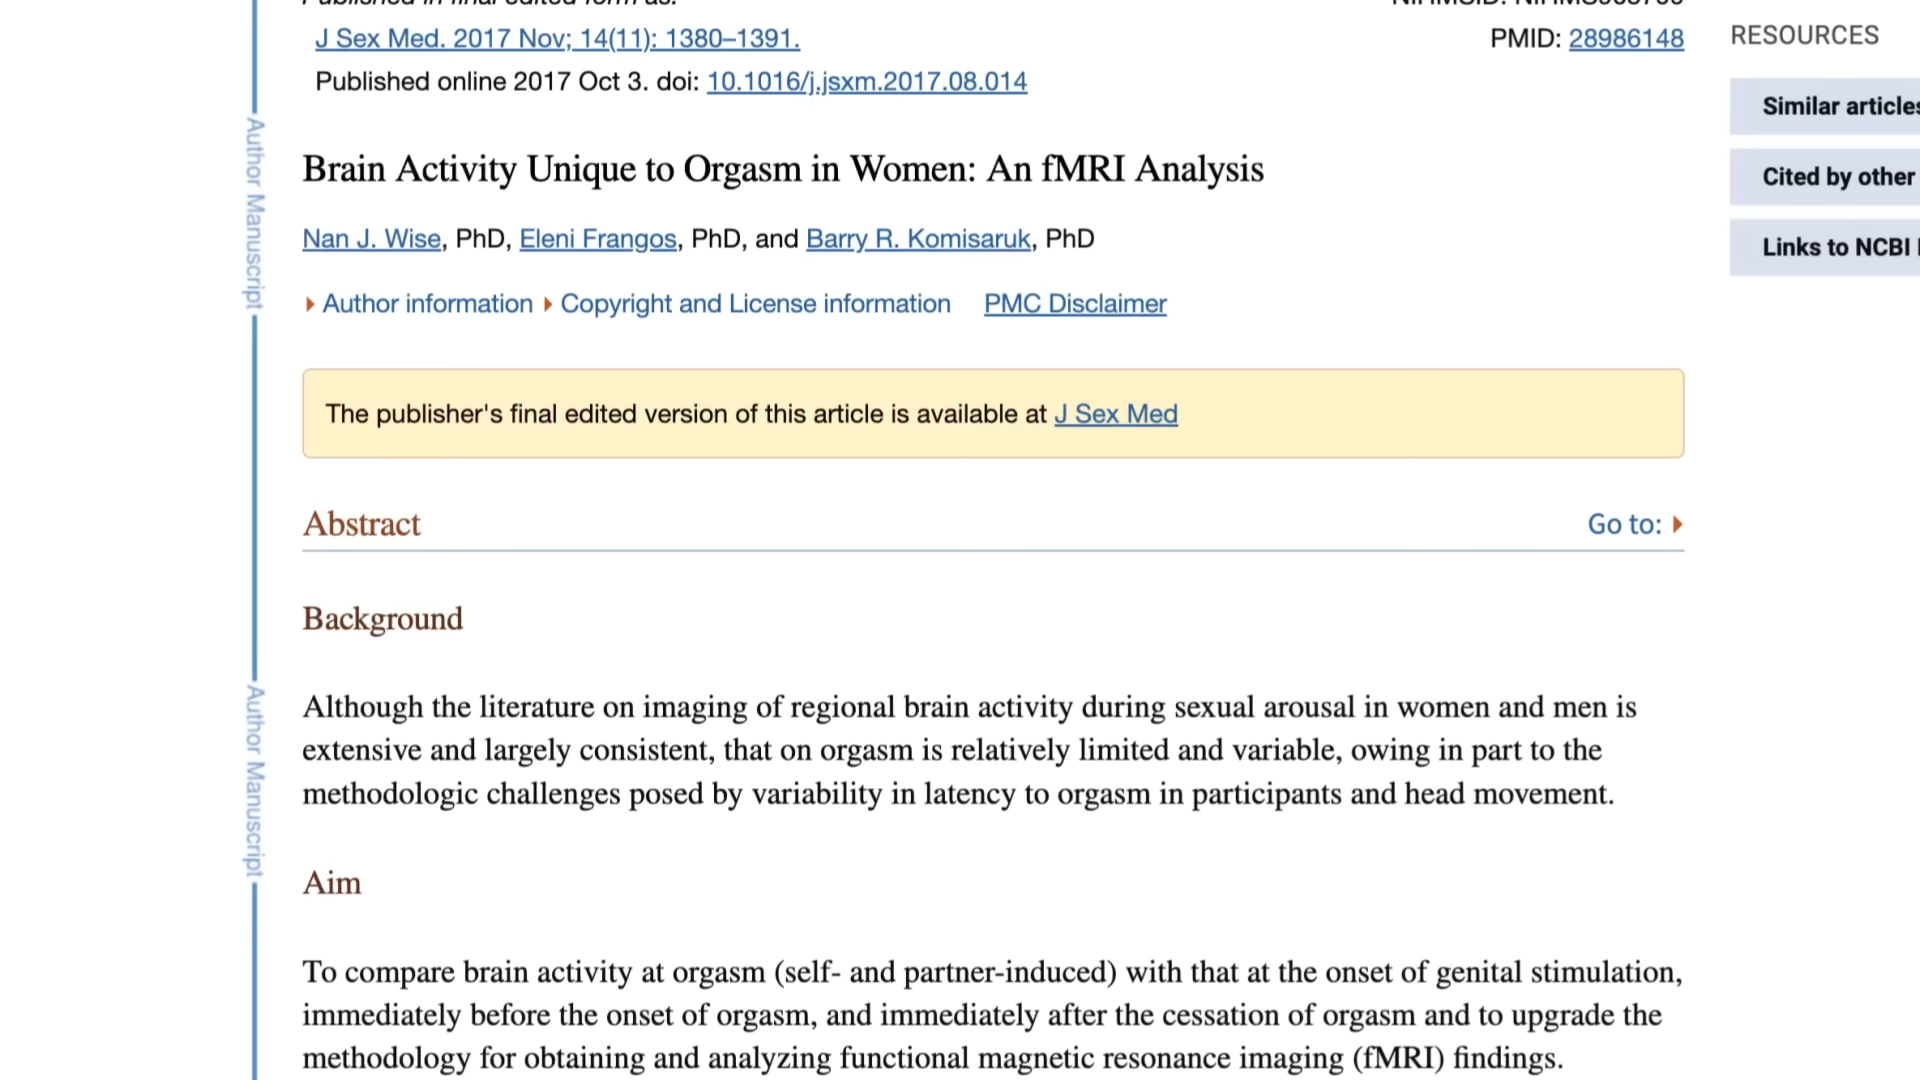 J Sex Med. 2017 Nov; 14(11): 1380–1391.
PMID: 28986148
Published online 2017 Oct 3. doi: 10.1016/j.jsxm.2017.08.014
RESOURCES
Similar articles
Cited by other
Links to NCBI
Author Manuscript
Author Manuscript
Brain Activity Unique to Orgasm in Women: An fMRI Analysis
Nan J. Wise, PhD, Eleni Frangos, PhD, and Barry R. Komisaruk, PhD
Author information Copyright and License information PMC Disclaimer
The publisher's final edited version of this article is available at J Sex Med
Abstract
Go to:
Background
Although the literature on imaging of regional brain activity during sexual arousal in women and men is
extensive and largely consistent, that on orgasm is relatively limited and variable, owing in part to the
methodologic challenges posed by variability in latency to orgasm in participants and head movement.
Aim
To compare brain activity at orgasm (self- and partner-induced) with that at the onset of genital stimulation,
immediately before the onset of orgasm, and immediately after the cessation of orgasm and to upgrade the
methodology for obtaining and analyzing functional magnetic resonance imaging (fMRI) findings.